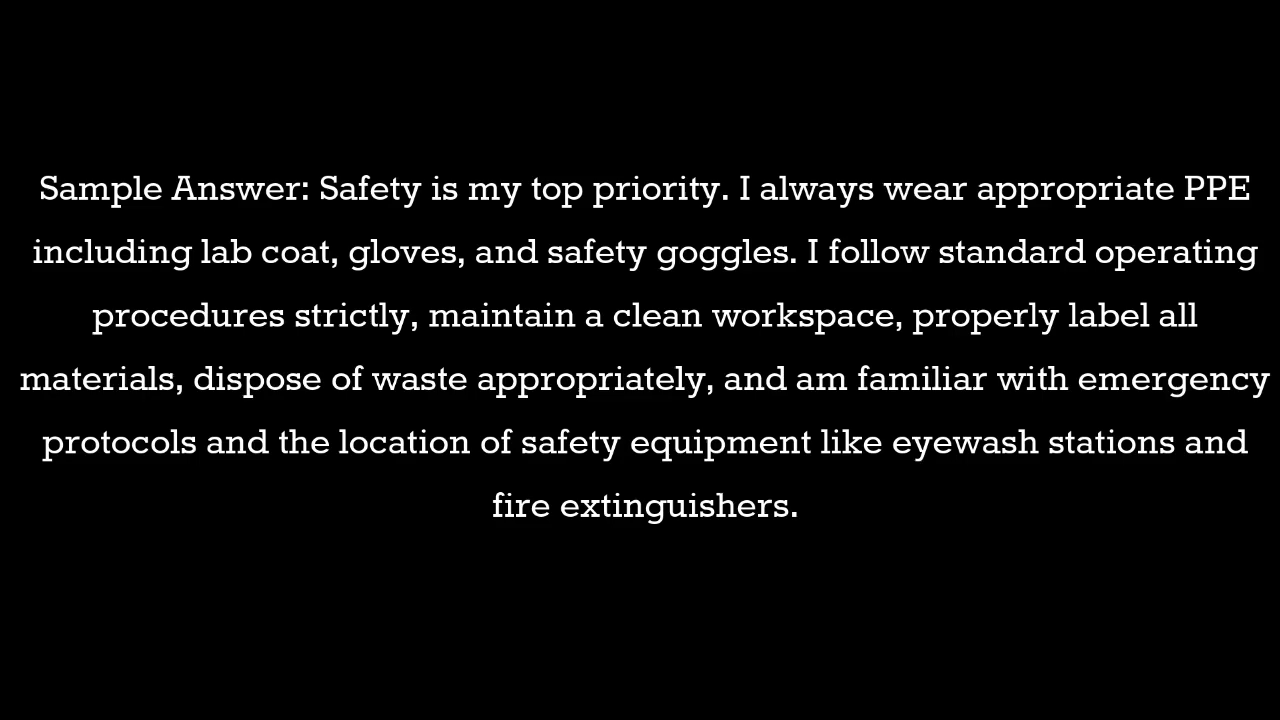 Sample Answer: Safety is my top priority. I always wear appropriate PPE
including lab coat, gloves, and safety goggles. I follow standard operating
procedures strictly, maintain a clean workspace, properly label all
materials, dispose of waste appropriately, and am familiar with emergency
protocols and the location of safety equipment like eyewash stations and
fire extinguishers.